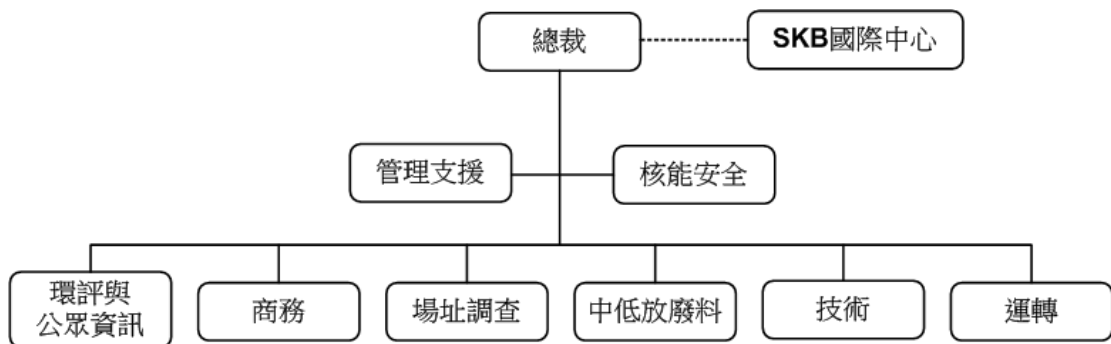 總裁
SKB國際中心
管理支援
核能安全
環評與
公眾資訊
商務
場址調查
中低放廢料
技術
運轉